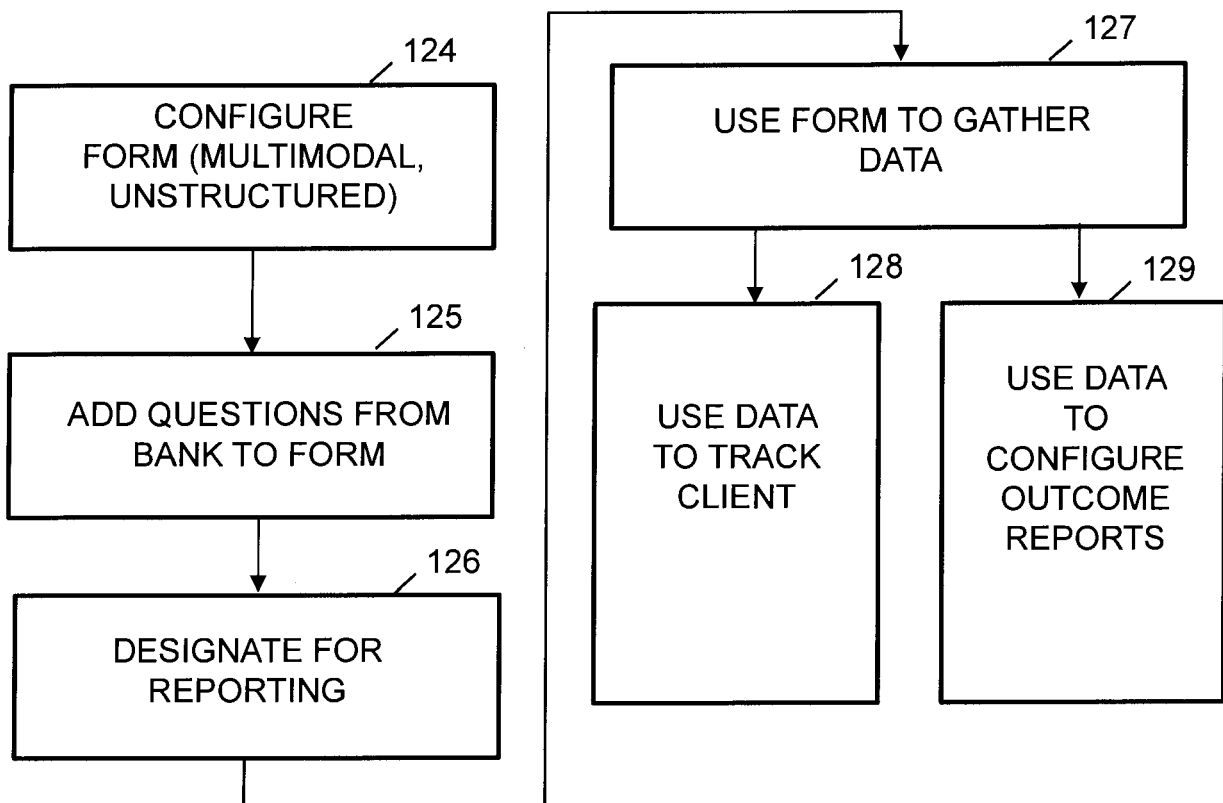 124
CONFIGURE
FORM (MULTIMODAL,
UNSTRUCTURED)
125
ADD QUESTIONS FROM
BANK TO FORM
126
DESIGNATE FOR
REPORTING
127
USE FORM TO GATHER
DATA
128
USE DATA
TO TRACK
CLIENT
129
USE DATA
TO
CONFIGURE
OUTCOME
REPORTS